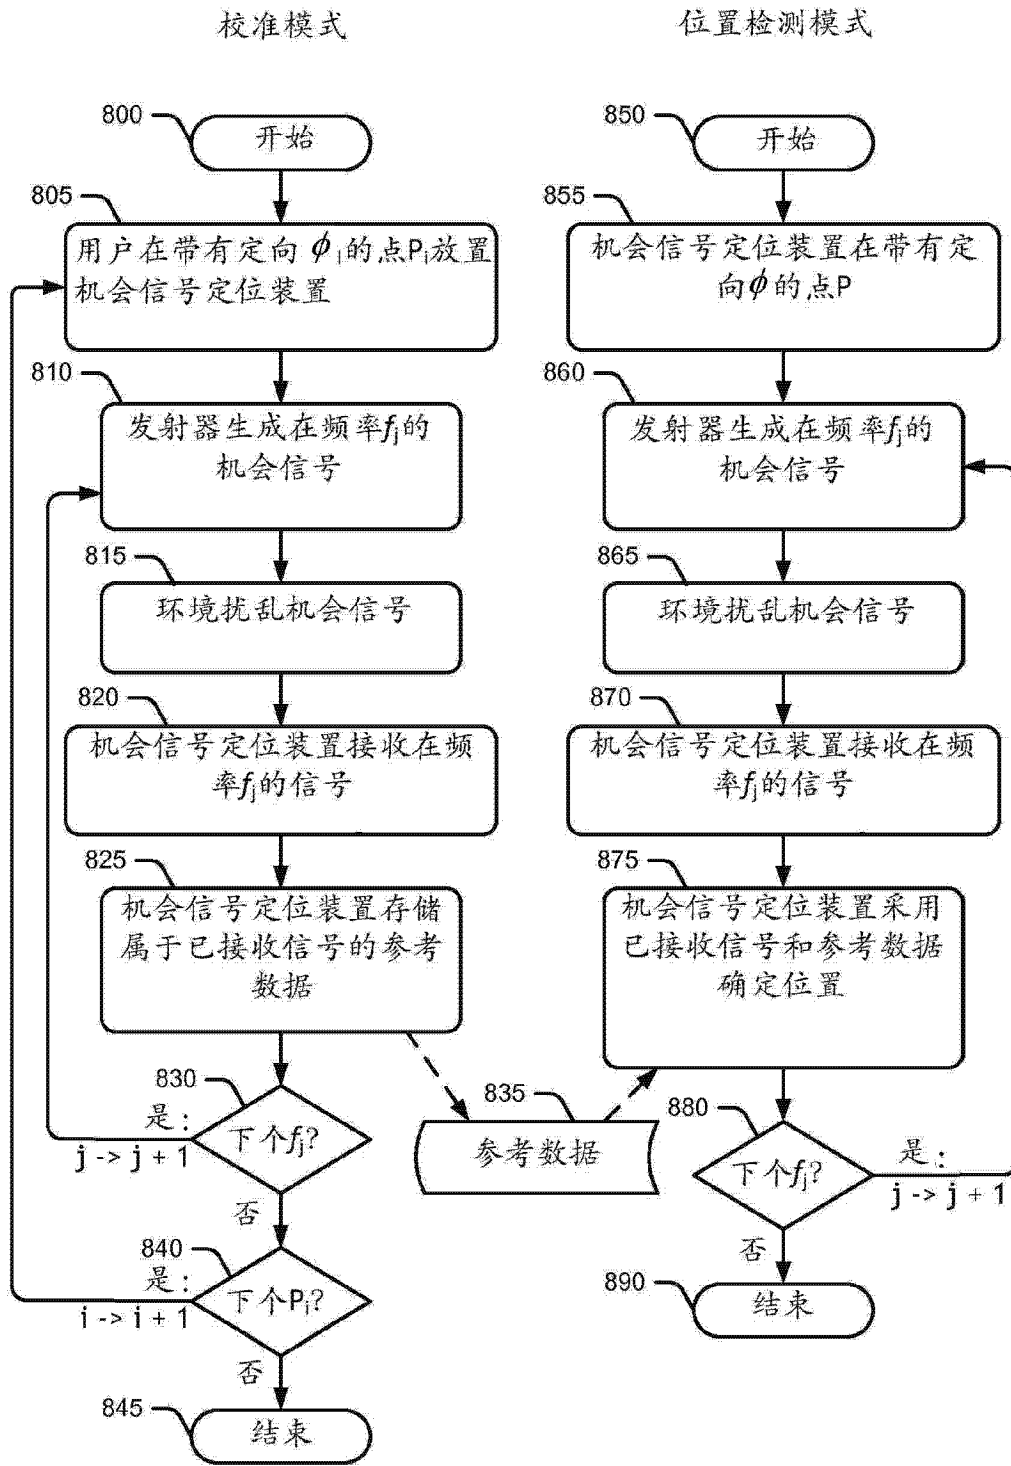 校准模式
800
开始
805
用户在带有定向 ϕi的点Pi放置
机会信号定位装置
810
发射器生成在频率fj的
机会信号
815
环境扰乱机会信号
820
机会信号定位装置接收在频
率fj的信号
825
机会信号定位装置存储
属于已接收信号的参考
数据
830
下个fj?
是:
j -> j + 1
否
840
下个Pi?
是:
i -> i + 1
否
845
结束
835
参考数据
位置检测模式
850
开始
855
机会信号定位装置在带有定
向ϕ的点P
860
发射器生成在频率fj的
机会信号
865
环境扰乱机会信号
870
机会信号定位装置接收在频
率fj的信号
875
机会信号定位装置采用
已接收信号和参考数据
确定位置
880
下个fj?
是:
j -> j + 1
否
890
结束